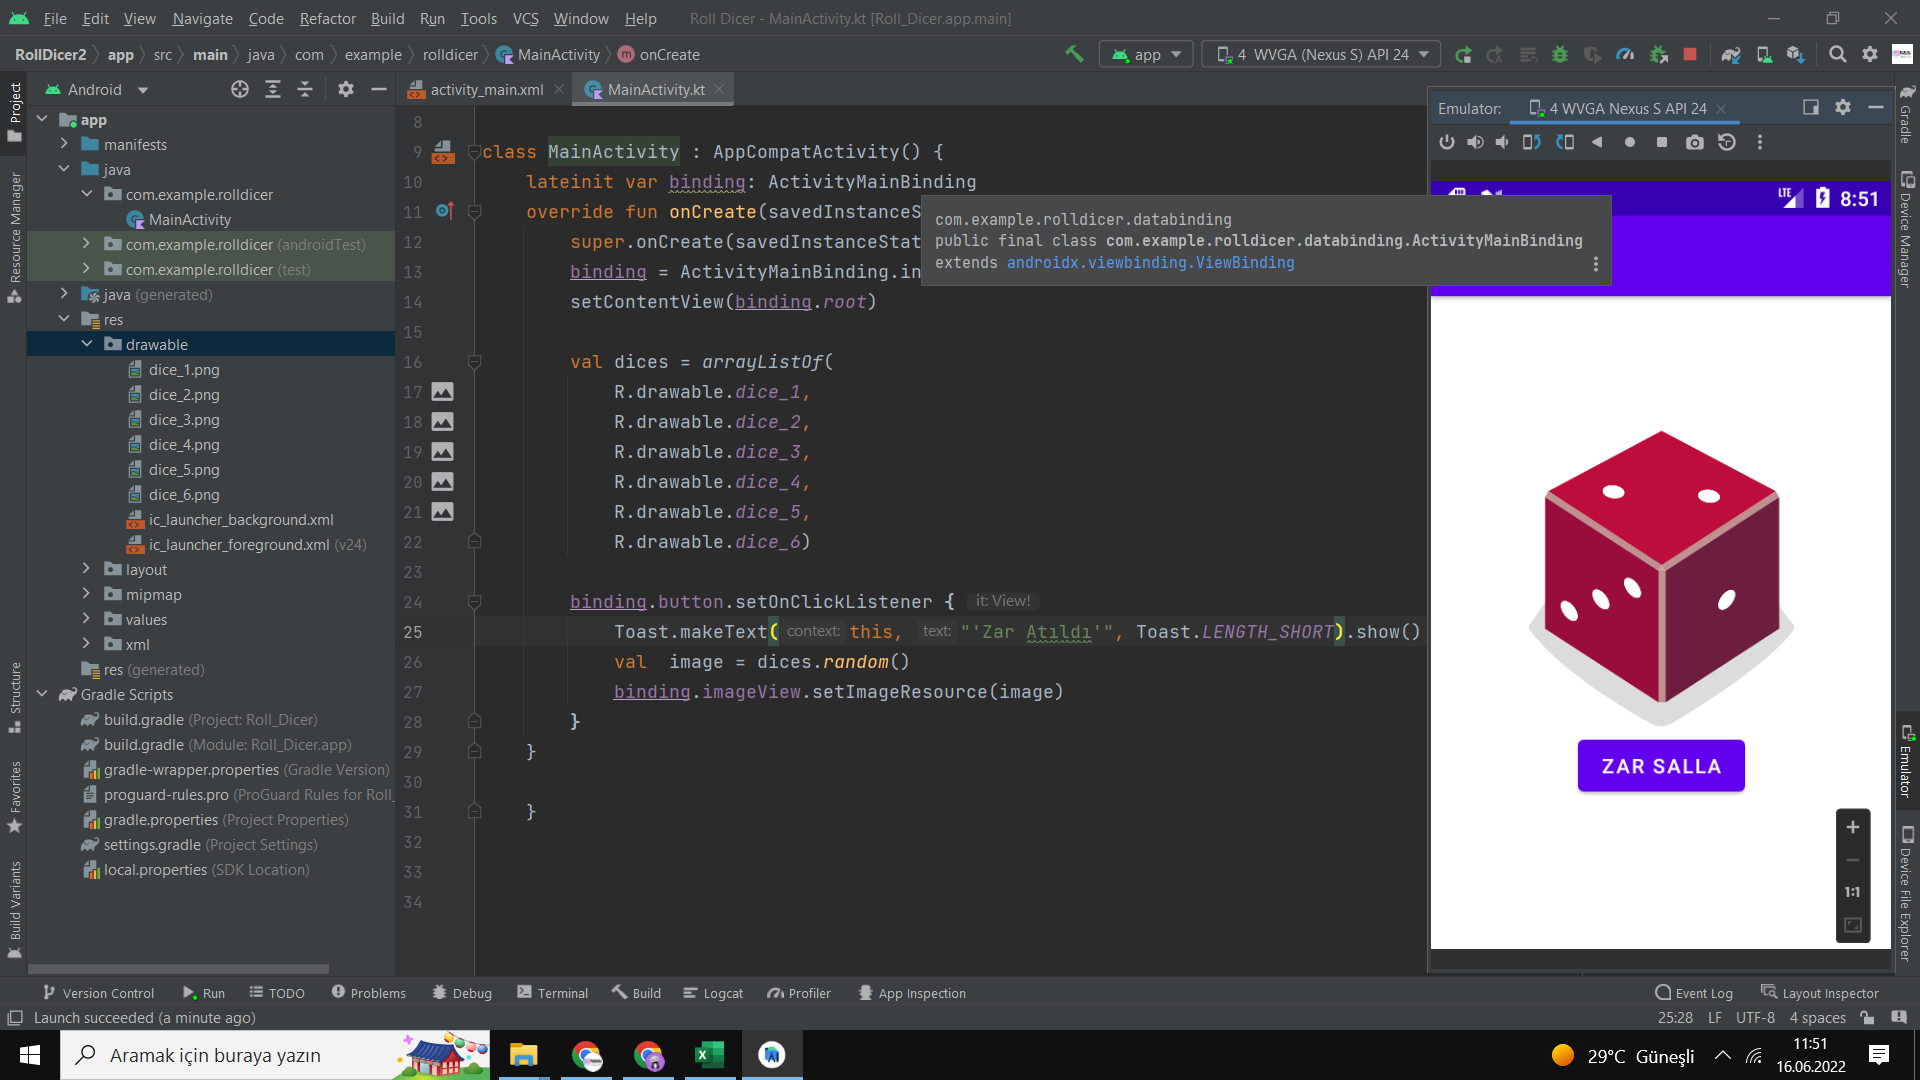 File Edit View Navigate Code Refactor Build Run Tools VCS Window Help Roll Dicer - MainActivity.kt [Roll_Dicer.app.main]
RollDicer2 app src main java com example rolldicer MainActivity onCreate app 4 WVGA (Nexus S) API 24
Android
activity_main.xml MainActivity.kt
Emulator: 4 WVGA Nexus S API 24
Project
Resource Manager
Structure
Favorites
Build Variants
app
manifests
java
com.example.rolldicer
MainActivity
com.example.rolldicer (androidTest)
com.example.rolldicer (test)
java (generated)
res
drawable
dice_1.png
dice_2.png
dice_3.png
dice_4.png
dice_5.png
dice_6.png
ic_launcher_background.xml
ic_launcher_foreground.xml (v24)
layout
mipmap
values
xml
res (generated)
Gradle Scripts
build.gradle (Project: Roll_Dicer)
build.gradle (Module: Roll_Dicer.app)
gradle-wrapper.properties (Gradle Version)
proguard-rules.pro (ProGuard Rules for Roll_
gradle.properties (Project Properties)
settings.gradle (Project Settings)
local.properties (SDK Location)
8
9 class MainActivity : AppCompatActivity() {
10 lateinit var binding: ActivityMainBinding
11 override fun onCreate(savedInstanceS
12 super.onCreate(savedInstanceStat
13 binding = ActivityMainBinding.in
14 setContentView(binding.root)
15
16 val dices = arrayListOf(
17 R.drawable.dice_1,
18 R.drawable.dice_2,
19 R.drawable.dice_3,
20 R.drawable.dice_4,
21 R.drawable.dice_5,
22 R.drawable.dice_6)
23
24 binding.button.setOnClickListener { it: View!
25 Toast.makeText( context: this, text: "'Zar Atıldı'", Toast.LENGTH_SHORT).show()
26 val image = dices.random()
27 binding.imageView.setImageResource(image)
28 }
29 }
30
31 }
32
33
34
com.example.rolldicer.databinding
public final class com.example.rolldicer.databinding.ActivityMainBinding
extends androidx.viewbinding.ViewBinding
LTE 8:51
ZAR SALLA
1:1
Gradle
Device Manager
Emulator
Device File Explorer
Version Control Run TODO Problems Debug Terminal Build Logcat Profiler App Inspection Event Log Layout Inspector
Launch succeeded (a minute ago) 25:28 LF UTF-8 4 spaces
Aramak için buraya yazın
29°C Güneşli
11:51
16.06.2022